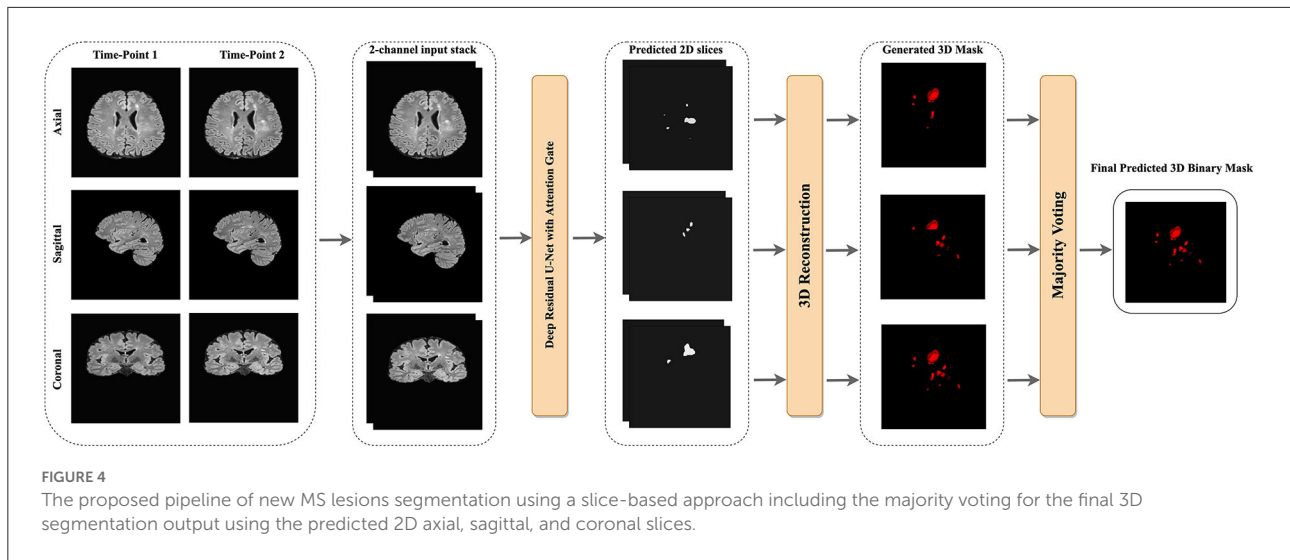 Time-Point 1
Time-Point 2
2-channel input stack
Predicted 2D slices
Generated 3D Mask
Axial
Sagittal
Coronal
Deep Residual U-Net with Attention Gate
3D Reconstruction
Majority Voting
Final Predicted 3D Binary Mask
FIGURE 4
The proposed pipeline of new MS lesions segmentation using a slice-based approach including the majority voting for the final 3D
segmentation output using the predicted 2D axial, sagittal, and coronal slices.